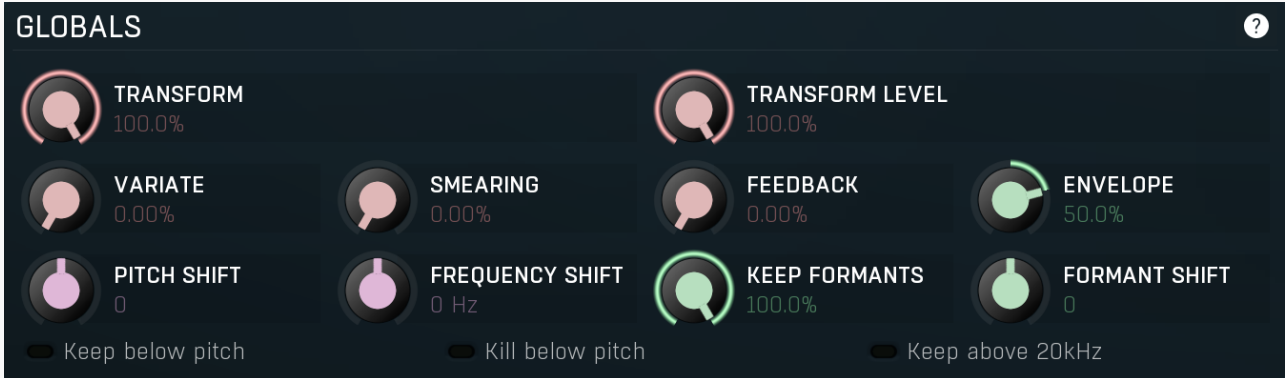 GLOBALS
?
TRANSFORM
100.0%
TRANSFORM LEVEL
100.0%
VARIATE
0.00%
SMEARING
0.00%
FEEDBACK
0.00%
ENVELOPE
50.0%
PITCH SHIFT
0
FREQUENCY SHIFT
0 Hz
KEEP FORMANTS
100.0%
FORMANT SHIFT
0
Keep below pitch
Kill below pitch
Keep above 20kHz